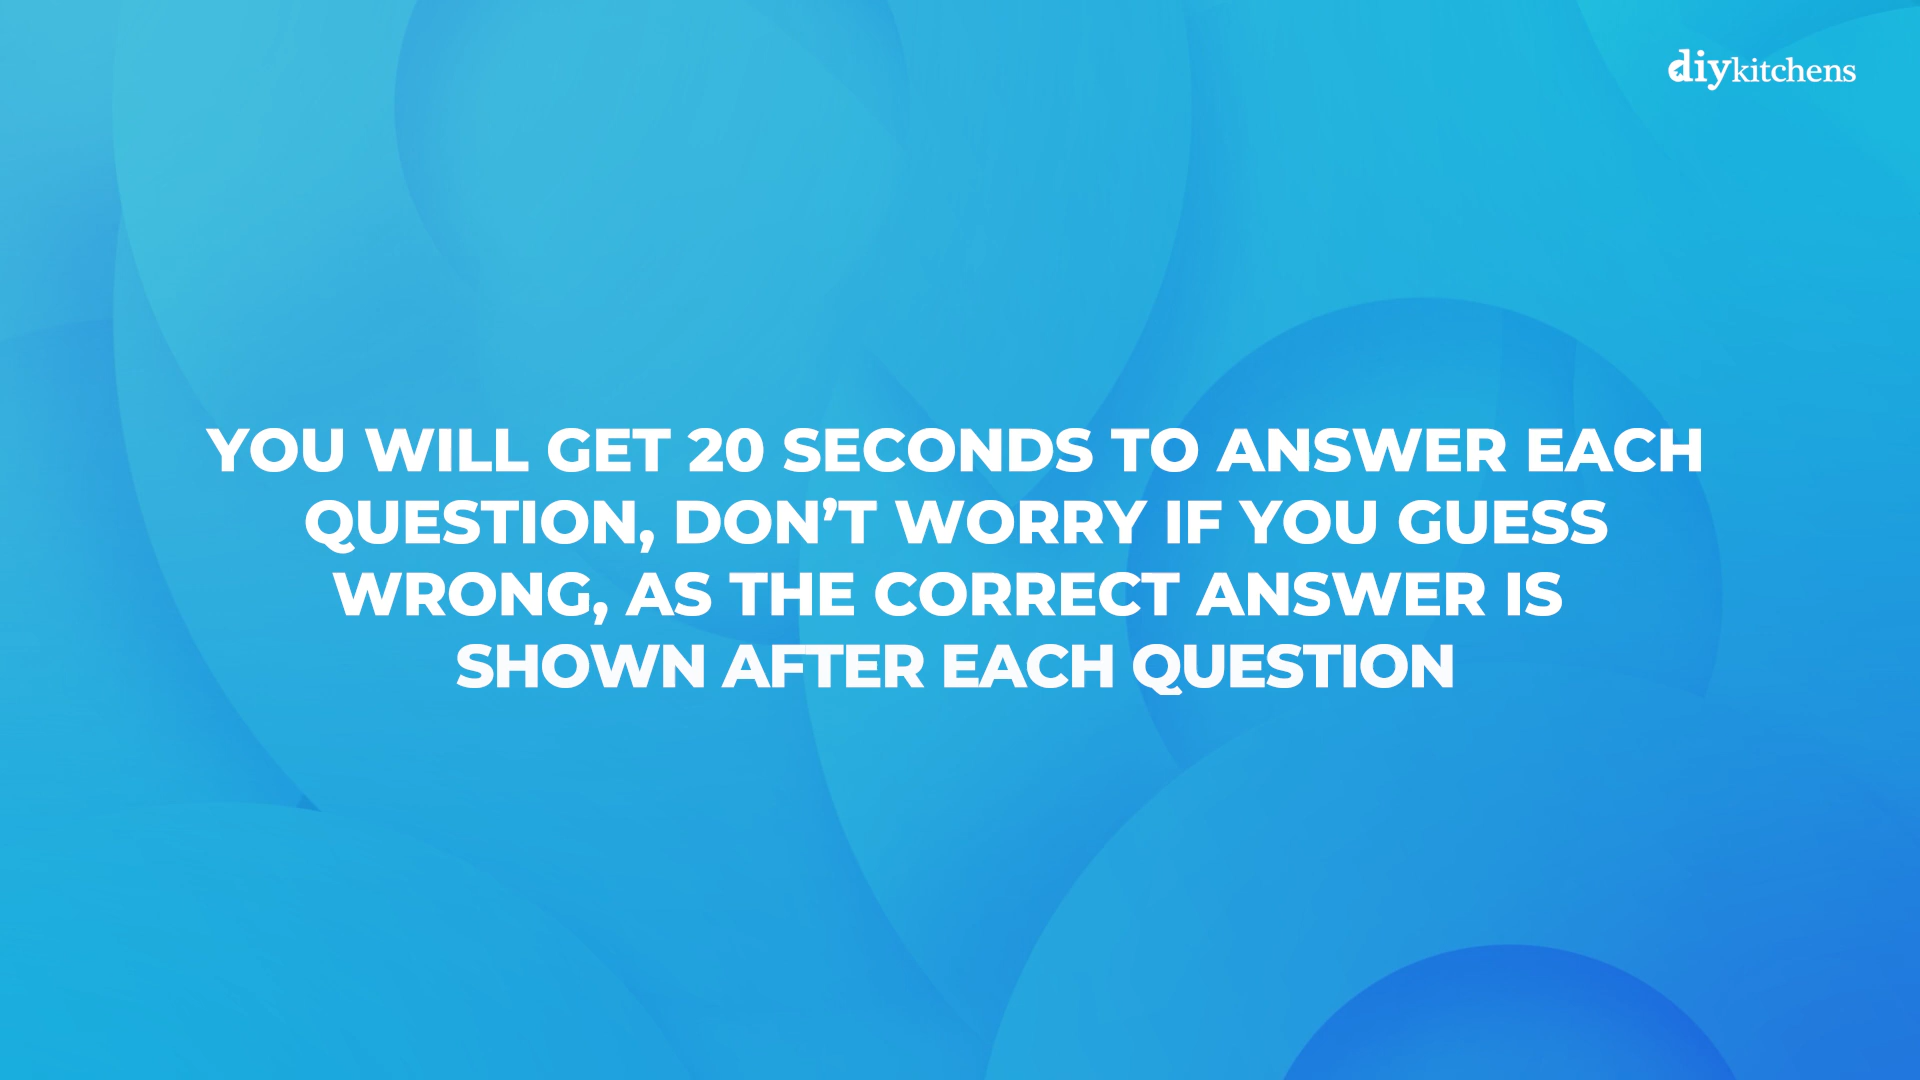 diykitchens
YOU WILL GET 20 SECONDS TO ANSWER EACH
QUESTION, DON’T WORRY IF YOU GUESS
WRONG, AS THE CORRECT ANSWER IS
SHOWN AFTER EACH QUESTION